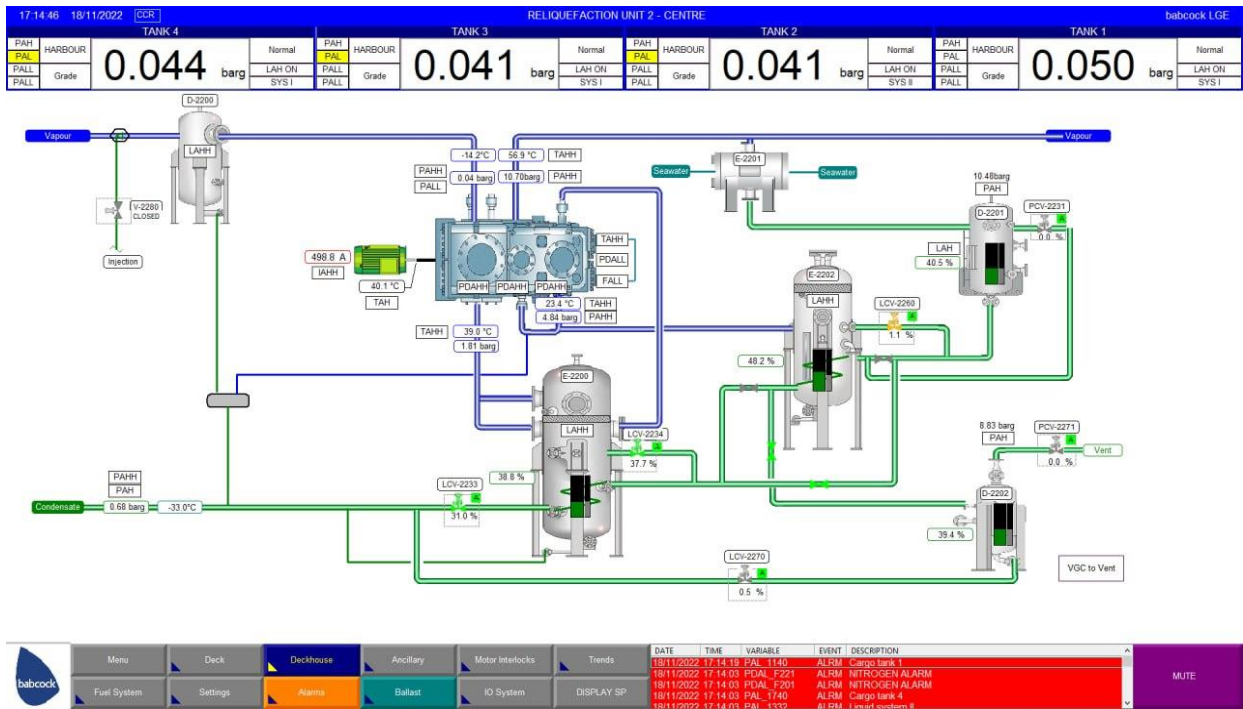 17:14:46 18/11/2022 CCR RELIQUEFACTION UNIT 2 - CENTRE babcock LGE
TANK 4 TANK 3 TANK 2 TANK 1
PAH HARBOUR 0.044 barg Normal PAH HARBOUR 0.041 barg Normal PAH HARBOUR 0.041 barg Normal PAH HARBOUR 0.050 barg Normal
PAL PAL PAL PAL
PALL Grade LAH ON PALL Grade LAH ON PALL Grade LAH ON PALL Grade LAH ON
PALL SYS I PALL SYS I PALL SYS II PALL SYS I
D-2200
Vapour Vapour
LAHH
-14.2°C 56.9 °C TAHH
E-2201
PAHH 0.04 barg 10.70barg PAHH
PALL
Seawater Seawater
10.48barg
PAH
V-2280
CLOSED
D-2201 PCV-2231
A
0.0 %
Injection
498.8 A
IAHH
TAHH
PDALL
FALL
LAH
40.5 %
40.1 °C
TAH
PDAHH PDAHH PDAHH
E-2202
LAHH
23.4 °C TAHH
4.84 barg PAHH
LCV-2260
A
1.1 %
TAHH 39.0 °C
1.81 barg
48.2 %
E-2200
LAHH
LCV-2234
A
37.7 %
8.83 barg
PAH
PCV-2271
A
Vent
0.0 %
PAHH
PAH
38.8 %
LCV-2233
A
31.0 %
D-2202
Condensate 0.68 barg -33.0°C
39.4 %
LCV-2270
A
0.5 %
VGC to Vent
babcock
Menu Deck Deckhouse Ancillary Motor Interlocks Trends
Fuel System Settings Alarms Ballast IO System DISPLAY SP
DATE TIME VARIABLE EVENT DESCRIPTION
18/11/2022 17:14:19 PAL_1140 ALRM Cargo tank 1
18/11/2022 17:14:03 PDAL_F221 ALRM NITROGEN ALARM
18/11/2022 17:14:03 PDAL_F201 ALRM NITROGEN ALARM
18/11/2022 17:14:03 PAL_1740 ALRM Cargo tank 4
18/11/2022 17:14:03 PAL_1332 ALRM Liquid system II
MUTE